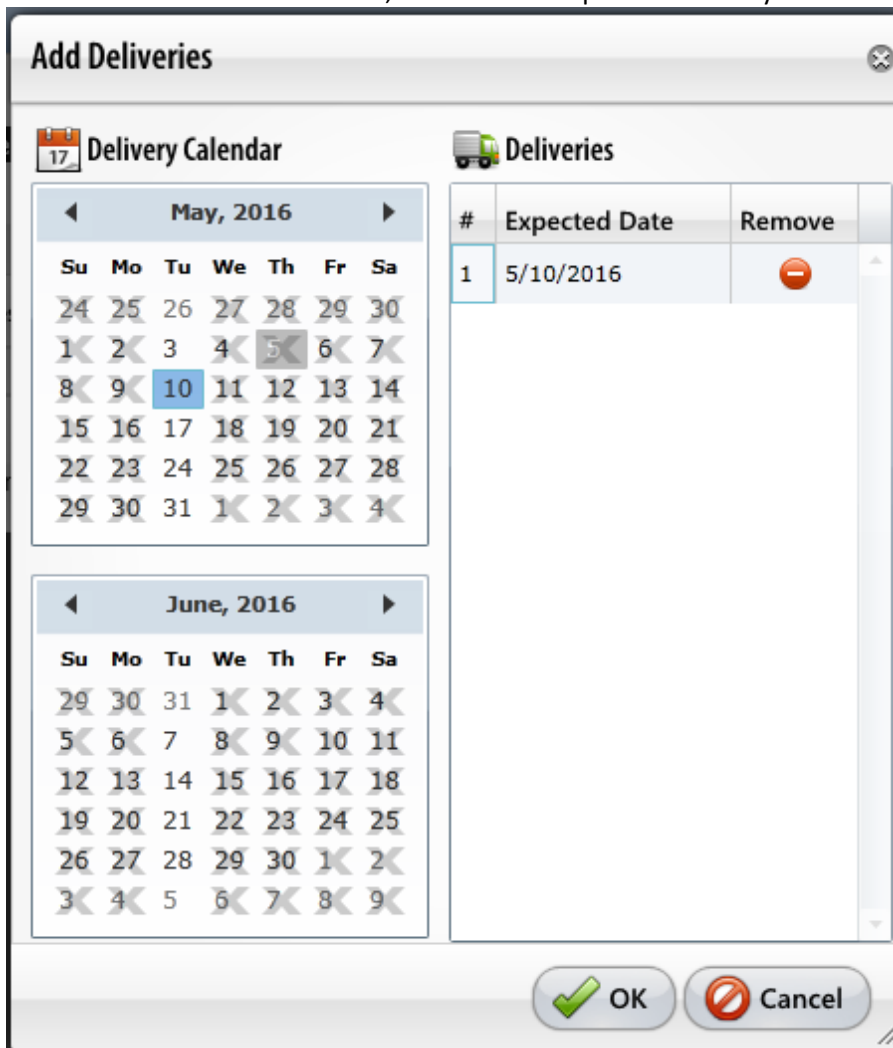 Add Deliveries
17 Delivery Calendar
May, 2016
Su Mo Tu We Th Fr Sa
24 25 26 27 28 29 30
1 2 3 4 5 6 7
8 9 10 11 12 13 14
15 16 17 18 19 20 21
22 23 24 25 26 27 28
29 30 31 1 2 3 4
June, 2016
Su Mo Tu We Th Fr Sa
29 30 31 1 2 3 4
5 6 7 8 9 10 11
12 13 14 15 16 17 18
19 20 21 22 23 24 25
26 27 28 29 30 1 2
3 4 5 6 7 8 9
Deliveries
# Expected Date Remove
1 5/10/2016
OK Cancel